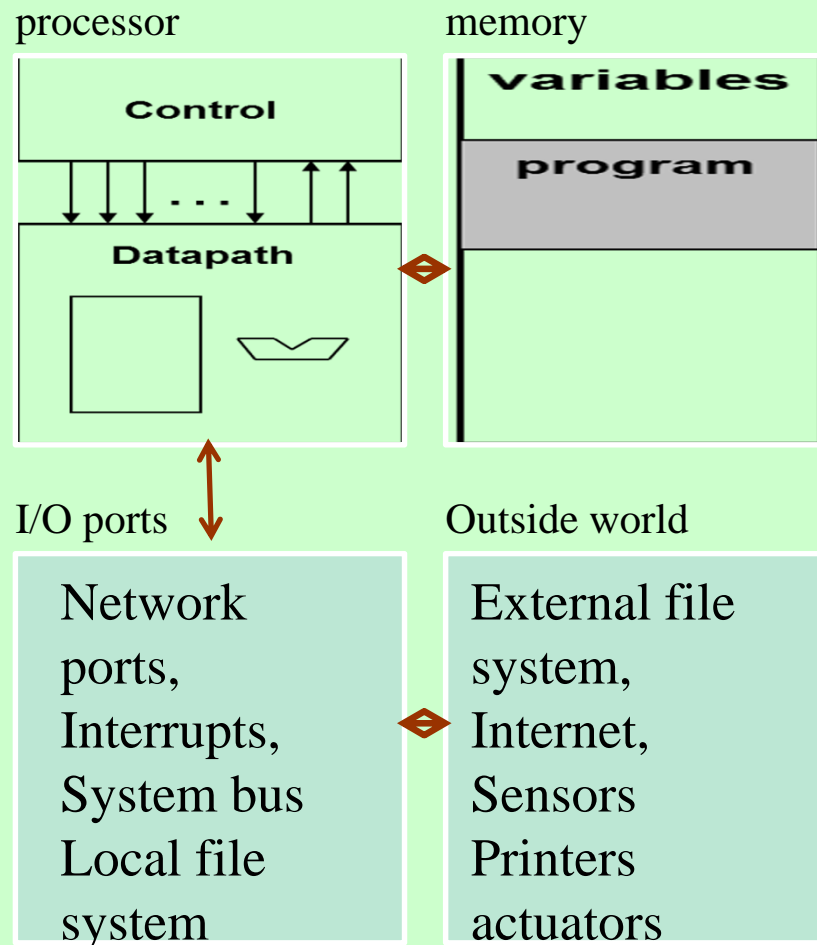 processor
Control
. . .
Datapath
memory
variables
program
I/O ports
Network
ports,
Interrupts,
System bus
Local file
system
Outside world
External file
system,
Internet,
Sensors
Printers
actuators